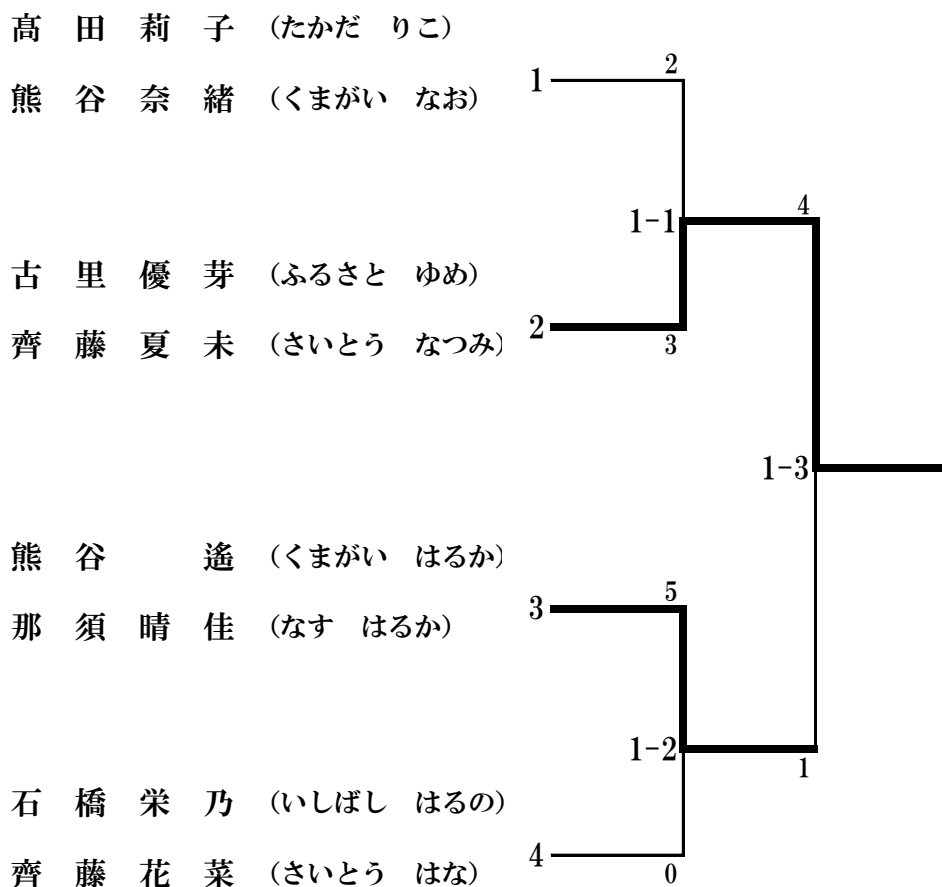 髙田莉子 (たかだ りこ)
2
1
熊谷奈緒 (くまがい なお)
4
1-1
古里優芽 (ふるさと ゆめ)
2
齊藤夏未 (さいとう なつみ)
3
1-3
熊谷 遙 (くまがい はるか)
5
3
那須晴佳 (なす はるか)
1-2
1
石橋栄乃 (いしばし はるの)
4
齊藤花菜 (さいとう はな)
0